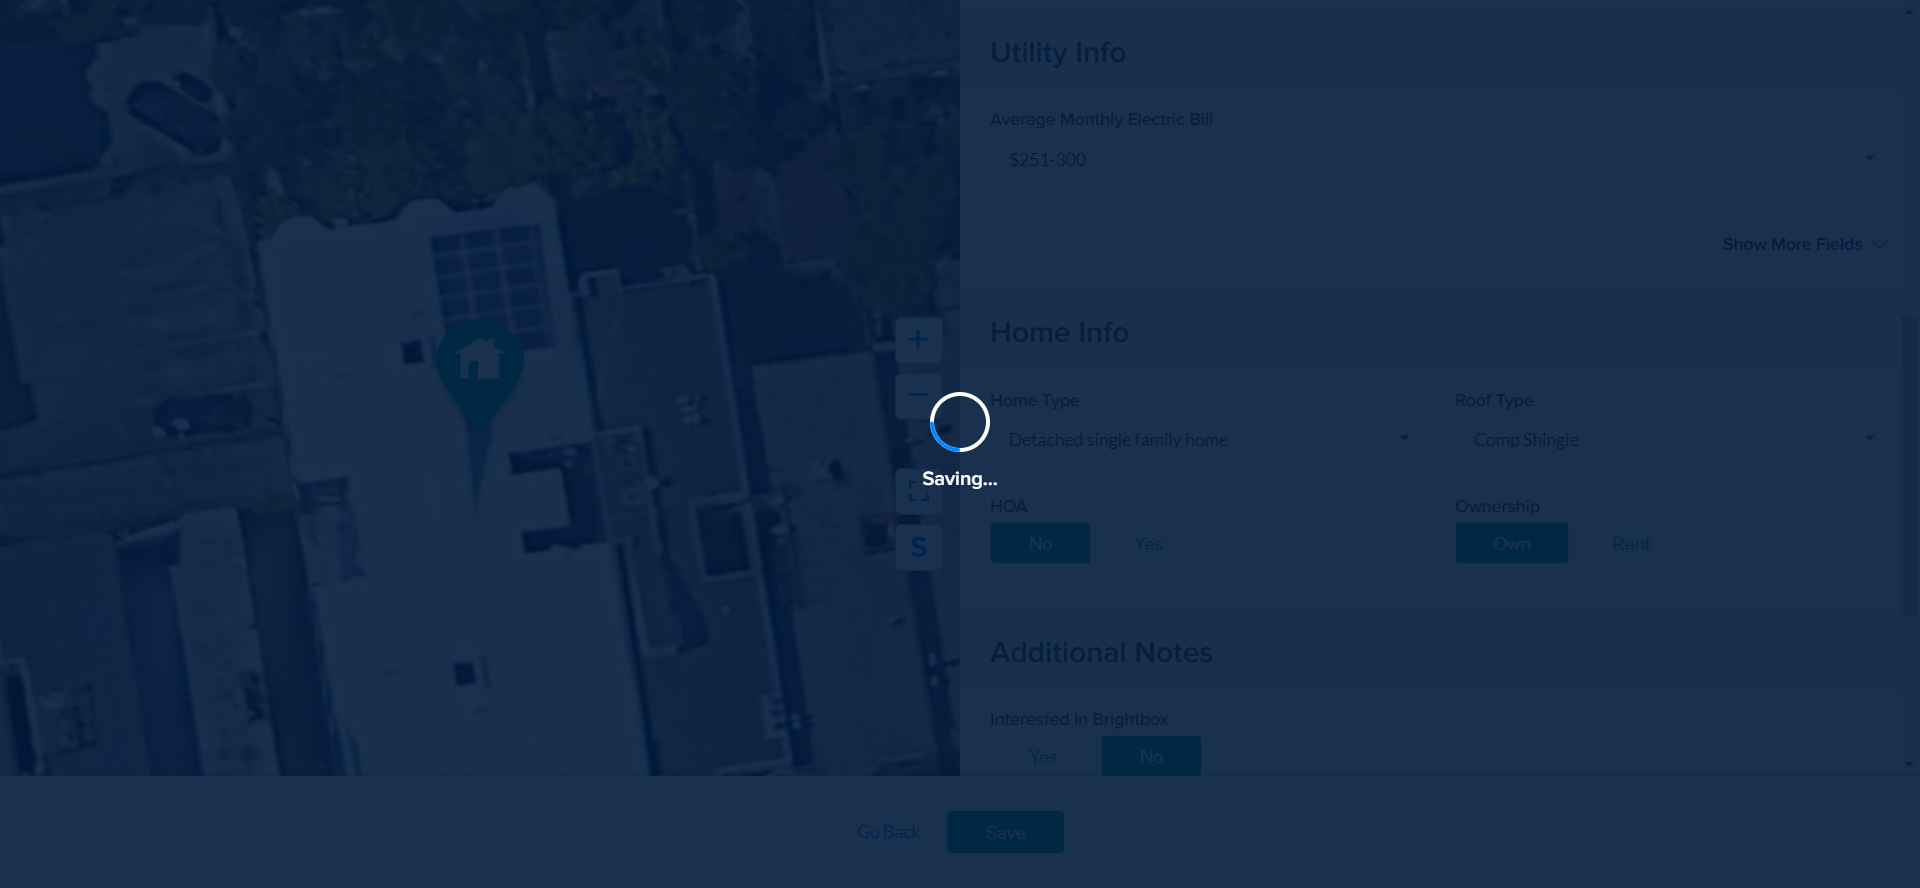 Utility Info
Average Monthly Electric Bill
$251-300
Show More Fields
Home Info
Home Type
Roof Type
Detached single family home
Comp Shingle
Saving...
HOA
Ownership
No
Yes
Own
Rent
S
Additional Notes
Interested in Brightbox
Yes
No
Go Back
Save